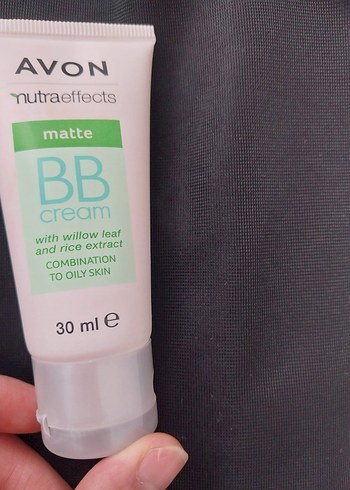 AVON
nutraeffects
matte
BB
cream
with willow leaf
and rice extract
COMBINATION
TO OILY SKIN
30 ml e